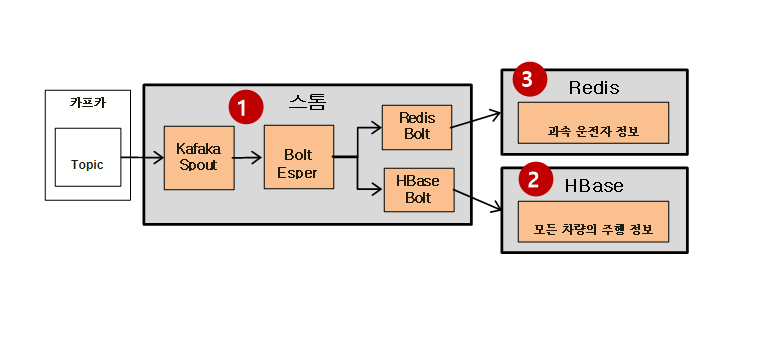 카프카
Topic
1
스톰
Kafaka
Spout
Bolt
Esper
Redis
Bolt
HBase
Bolt
3
Redis
과속 운전자 정보
2
HBase
모든 차량의 주행 정보